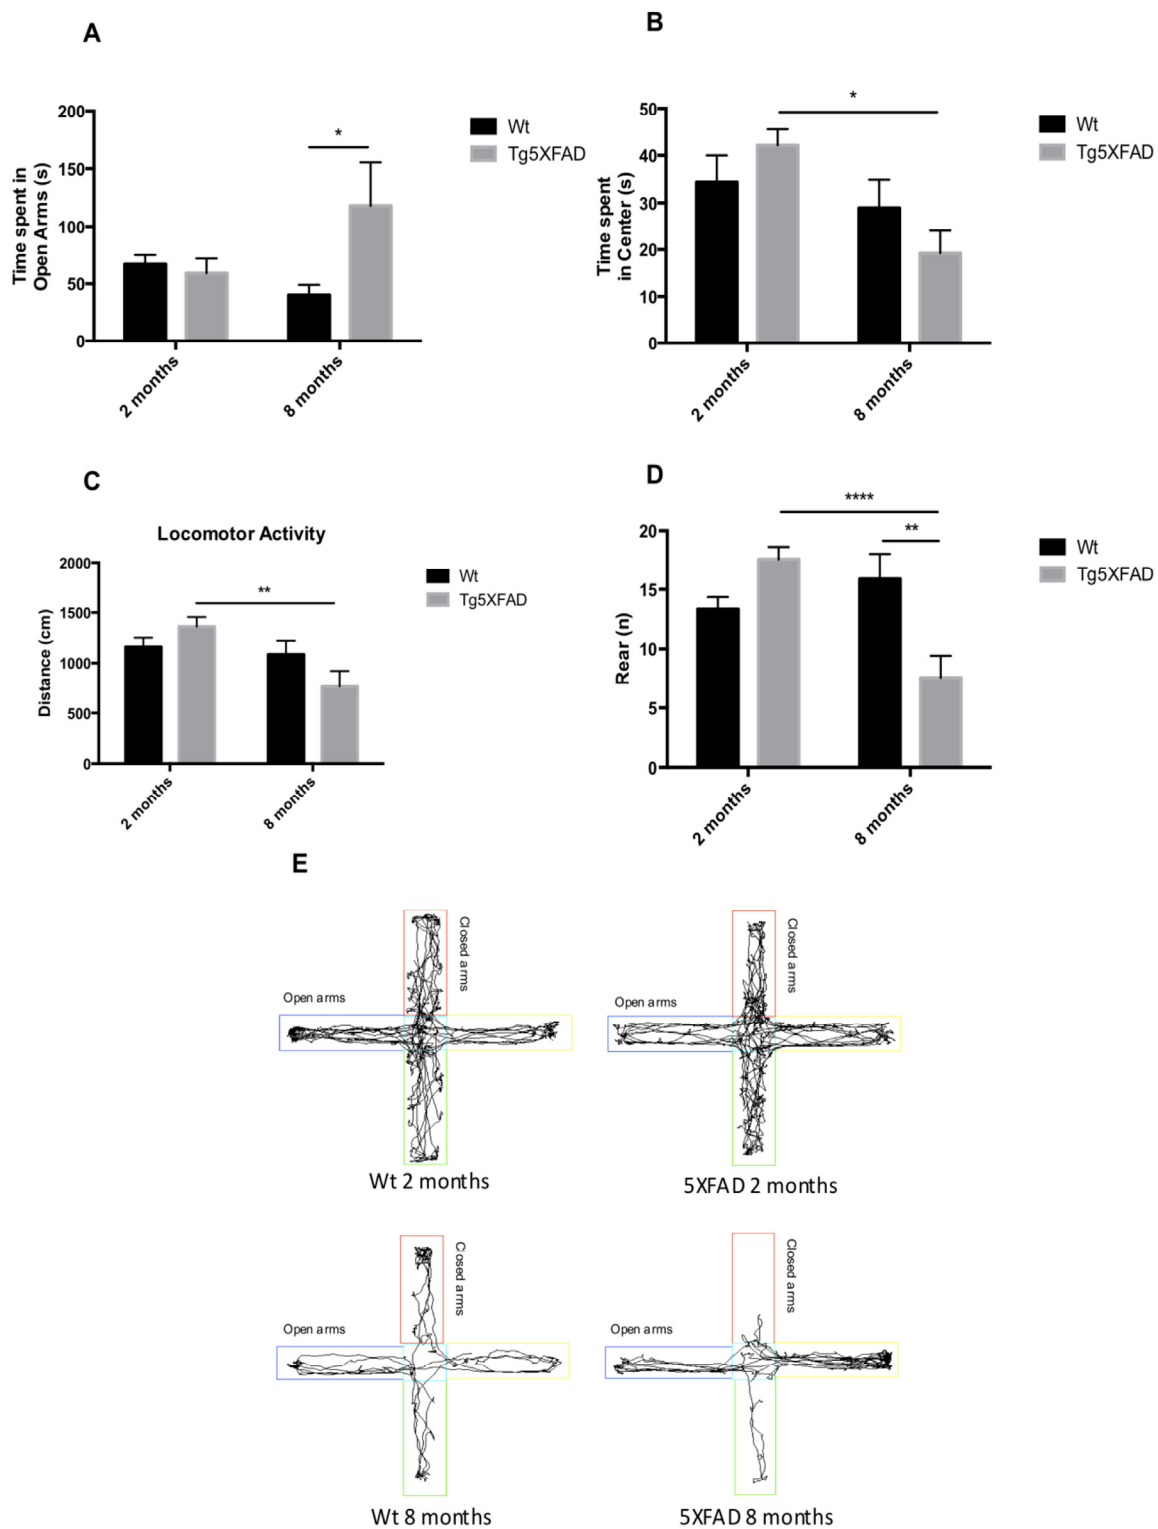 A
200
150
100
50
0
Time spent in
Open Arms (s)
*
Wt
Tg5XFAD
2 months
8 months
B
50
40
30
20
10
0
Time spent
in Center (s)
*
Wt
Tg5XFAD
2 months
8 months
C
Locomotor Activity
2000
1500
1000
500
0
Distance (cm)
**
Wt
Tg5XFAD
2 months
8 months
D
20
15
10
5
0
Rear (n)
****
**
Wt
Tg5XFAD
2 months
8 months
E
Closed arms
Open arms
Wt 2 months
Closed arms
Open arms
5XFAD 2 months
Closed arms
Open arms
Wt 8 months
Closed arms
Open arms
5XFAD 8 months